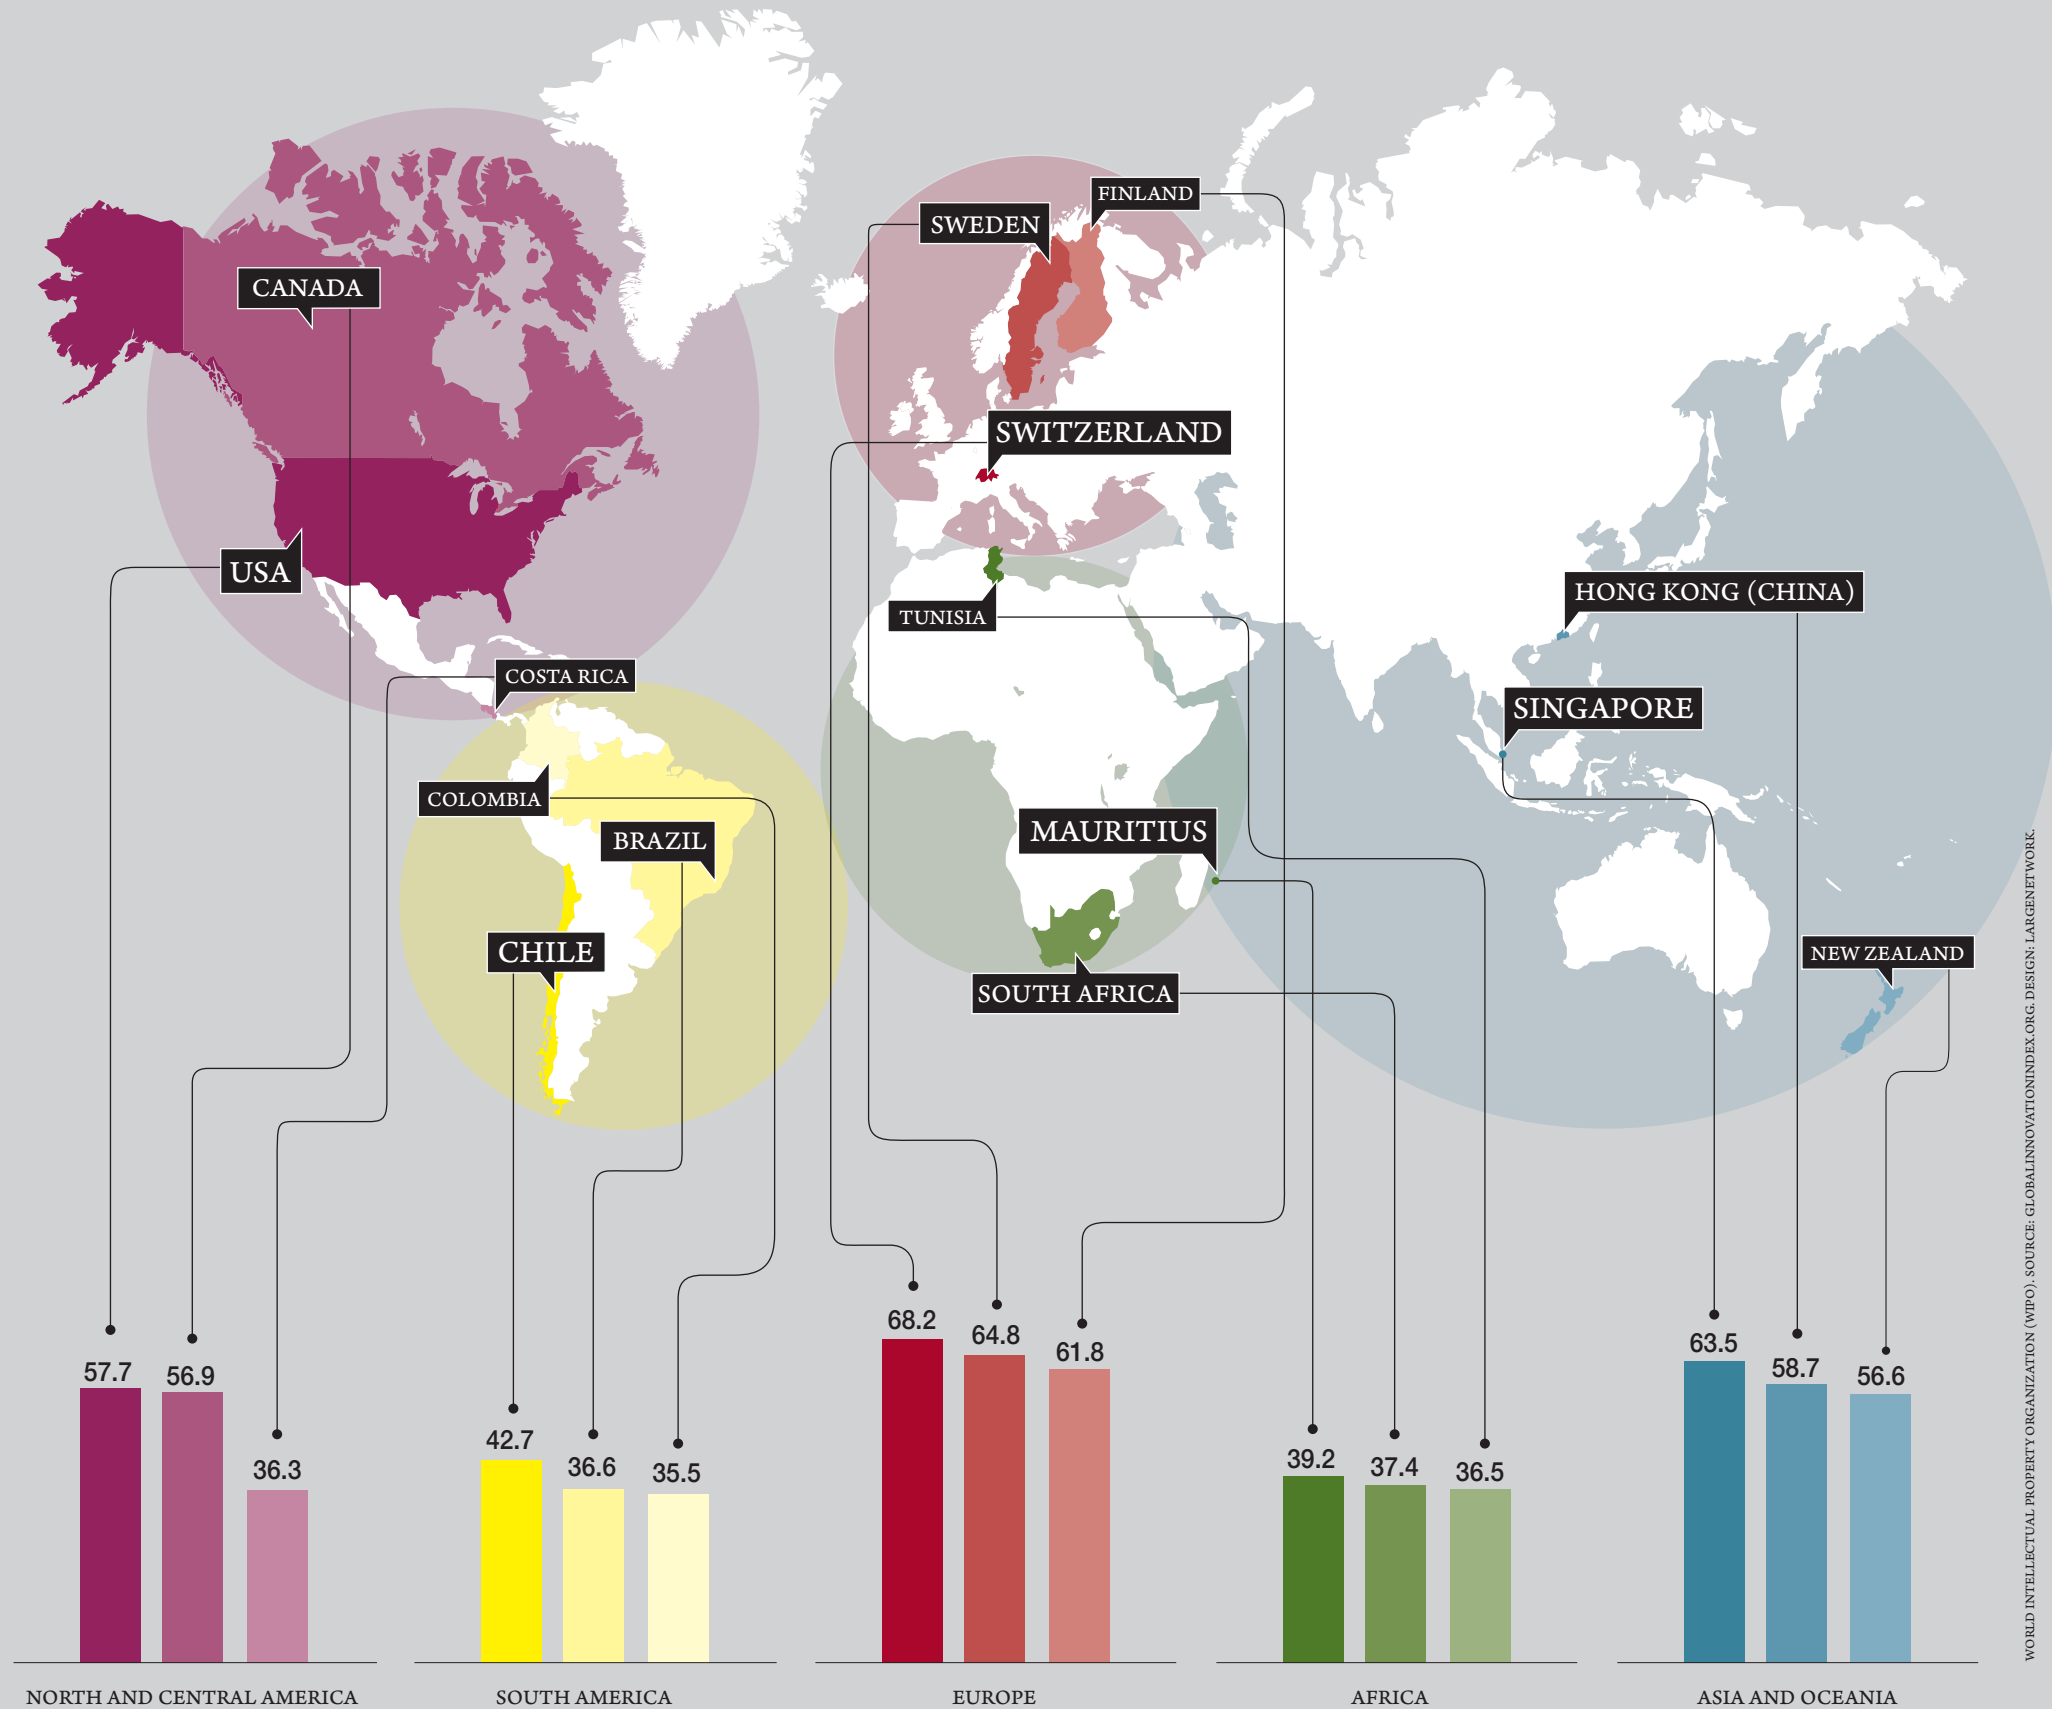 FINLAND
SWEDEN
CANADA
SWITZERLAND
USA
HONG KONG (CHINA)
TUNISIA
COSTA RICA
SINGAPORE
COLOMBIA
BRAZIL
MAURITIUS
CHILE
NEW ZEALAND
SOUTH AFRICA
57.7
56.9
36.3
42.7
36.6
35.5
68.2
64.8
61.8
39.2
37.4
36.5
63.5
58.7
56.6
NORTH AND CENTRAL AMERICA
SOUTH AMERICA
EUROPE
AFRICA
ASIA AND OCEANIA
WORLD INTELLECTUAL PROPERTY ORGANIZATION (WIPO). SOURCE: GLOBALINNOVATIONINDEX.ORG. DESIGN: LARGENETWORK.